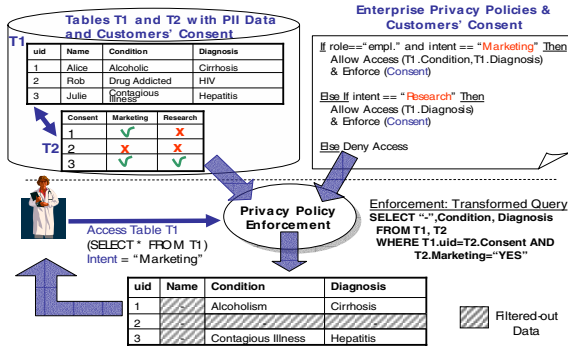 Tables T1 and T2 with PII Data
and Customers' Consent
T1
uid Name Condition Diagnosis
1 Alice Alcoholic Cirrhosis
2 Rob Drug Addicted HIV
3 Julie Contagious Illness Hepatitis
T2
Consent Marketing Research
1 √ x
2 x x
3 √ √
Enterprise Privacy Policies &
Customers' Consent
If role=="empl." and intent == "Marketing" Then
Allow Access (T1.Condition,T1.Diagnosis)
& Enforce (Consent)
Else If intent == "Research" Then
Allow Access (T1.Diagnosis)
& Enforce (Consent)
Else Deny Access
Access Table T1
(SELECT * FROM T1)
Intent = "Marketing"
Privacy Policy
Enforcement
Enforcement: Transformed Query
SELECT "-",Condition, Diagnosis
FROM T1, T2
WHERE T1.uid=T2.Consent AND
T2.Marketing="YES"
uid Name Condition Diagnosis
1 - Alcoholism Cirrhosis
2 - - -
3 - Contagious Illness Hepatitis
Filtered-out
Data